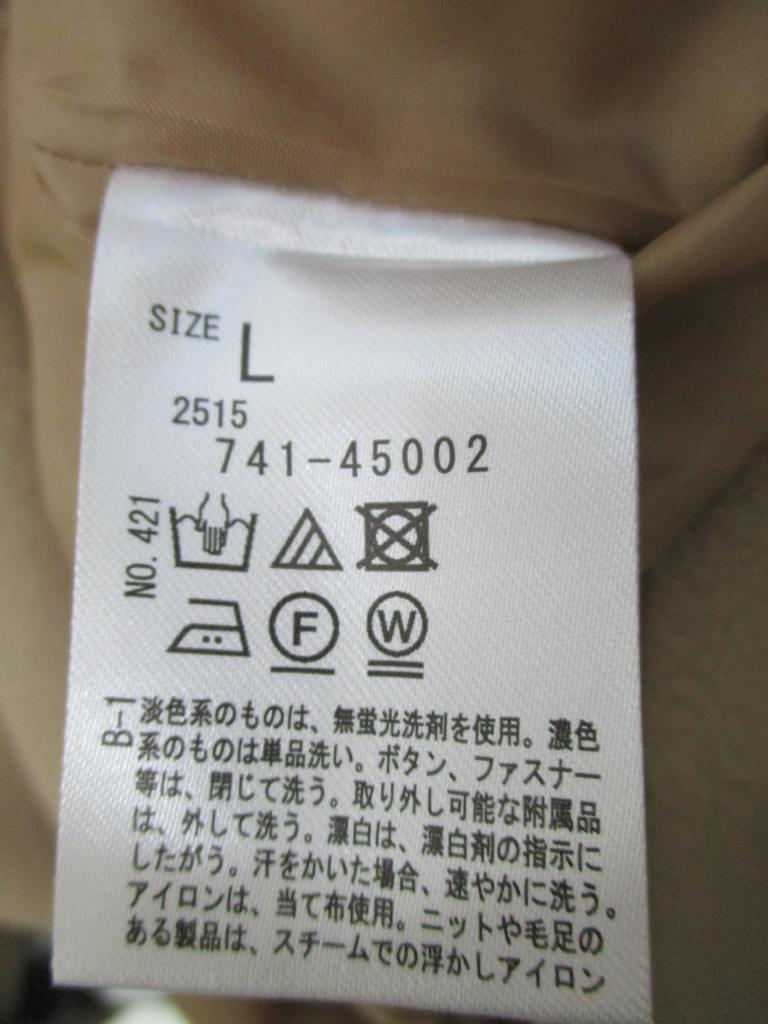 SIZE L
2515
741-45002
NO. 421
F W
B-1
淡色系のものは、無蛍光洗剤を使用。濃色
系のものは単品洗い。ボタン、ファスナー
等は、閉じて洗う。取り外し可能な附属品
は、外して洗う。漂白は、漂白剤の指示に
したがう。汗をかいた場合、速やかに洗う。
アイロンは、当て布使用。ニットや毛足の
ある製品は、スチームでの浮かしアイロン